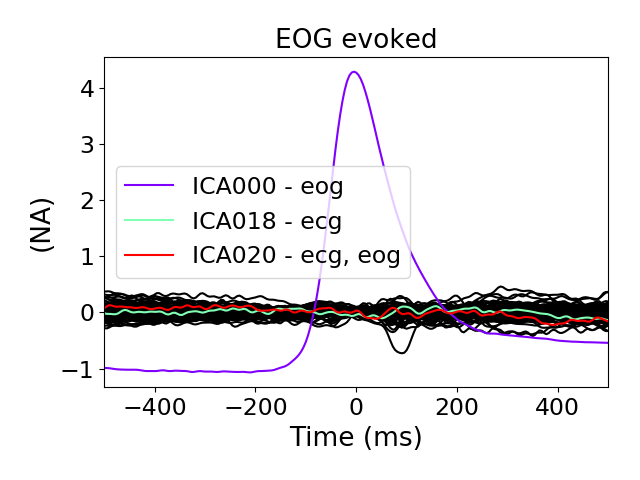 EOG evoked
(NA)
4
3
2
1
0
−1
ICA000 - eog
ICA018 - ecg
ICA020 - ecg, eog
−400 −200 0 200 400
Time (ms)